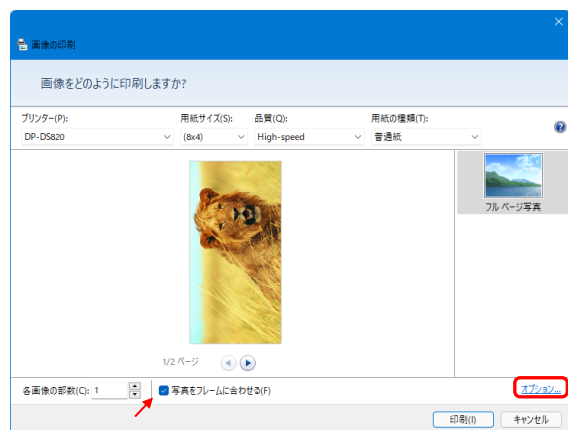 画像の印刷
画像をどのように印刷しますか?
プリンター(P): 用紙サイズ(S): 品質(Q): 用紙の種類(T):
DP-DS820 (8x4) High-speed 普通紙
フル ページ写真
1/2 ページ
各画像の部数(C): 1 写真をフレームに合わせる(F) オプション...
印刷(I) キャンセル